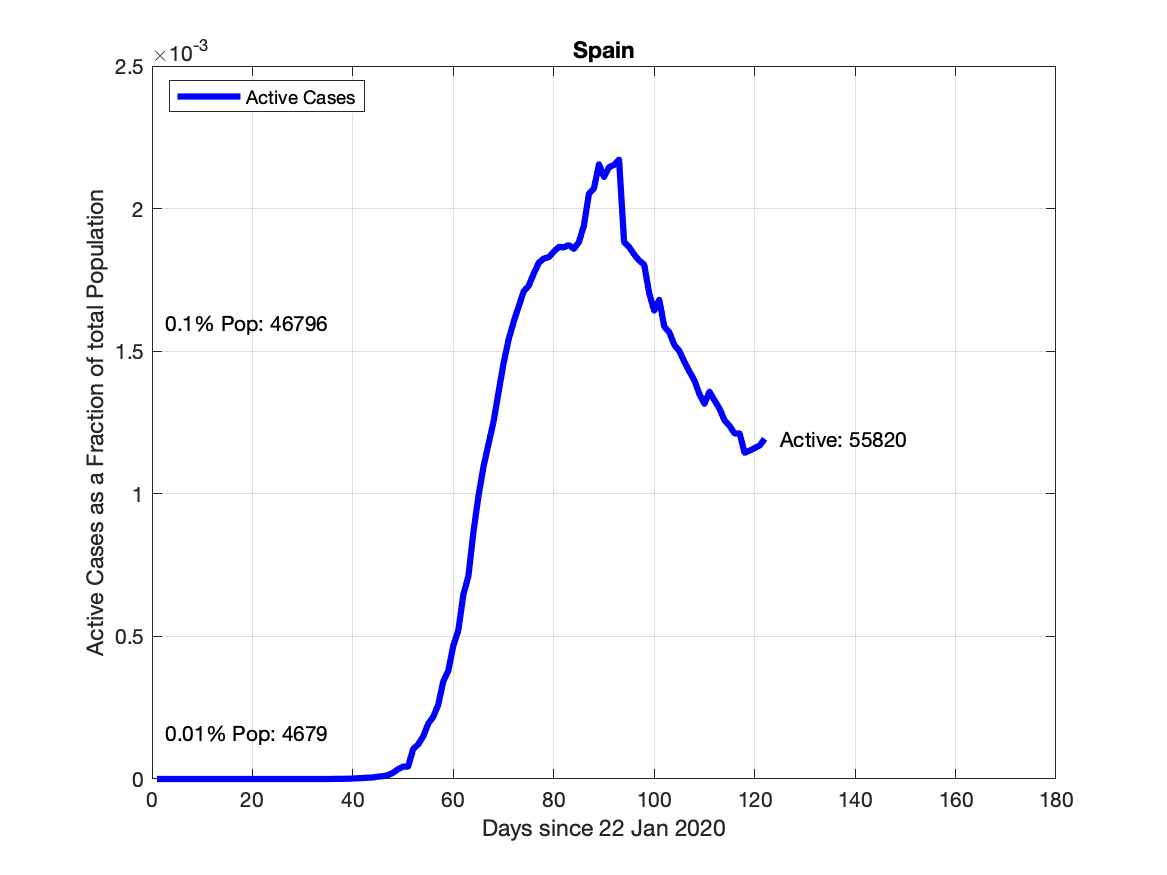 Spain
×10-3
2.5
2
1.5
1
0.5
0
Active Cases
0.1% Pop: 46796
0.01% Pop: 4679
Active: 55820
Active Cases as a Fraction of total Population
0 20 40 60 80 100 120 140 160 180
Days since 22 Jan 2020